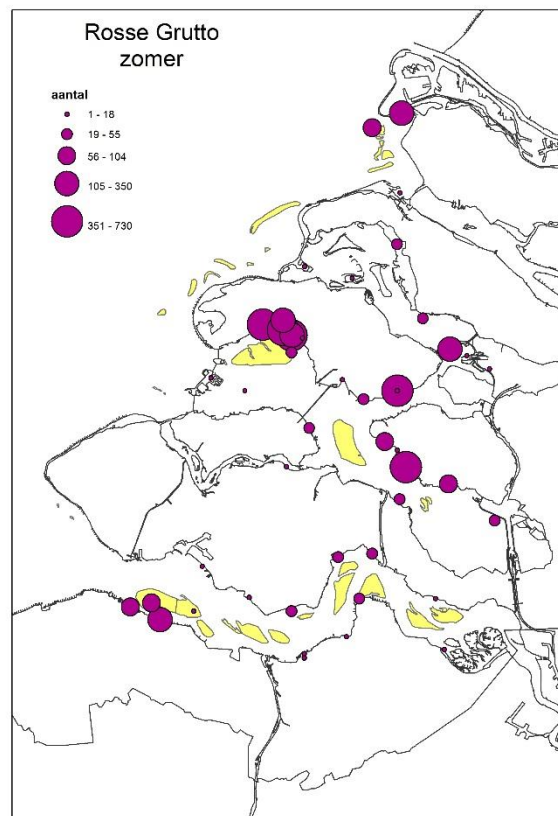 Rosse Grutto
zomer
aantal
1 - 18
19 - 55
56 - 104
105 - 350
351 - 730